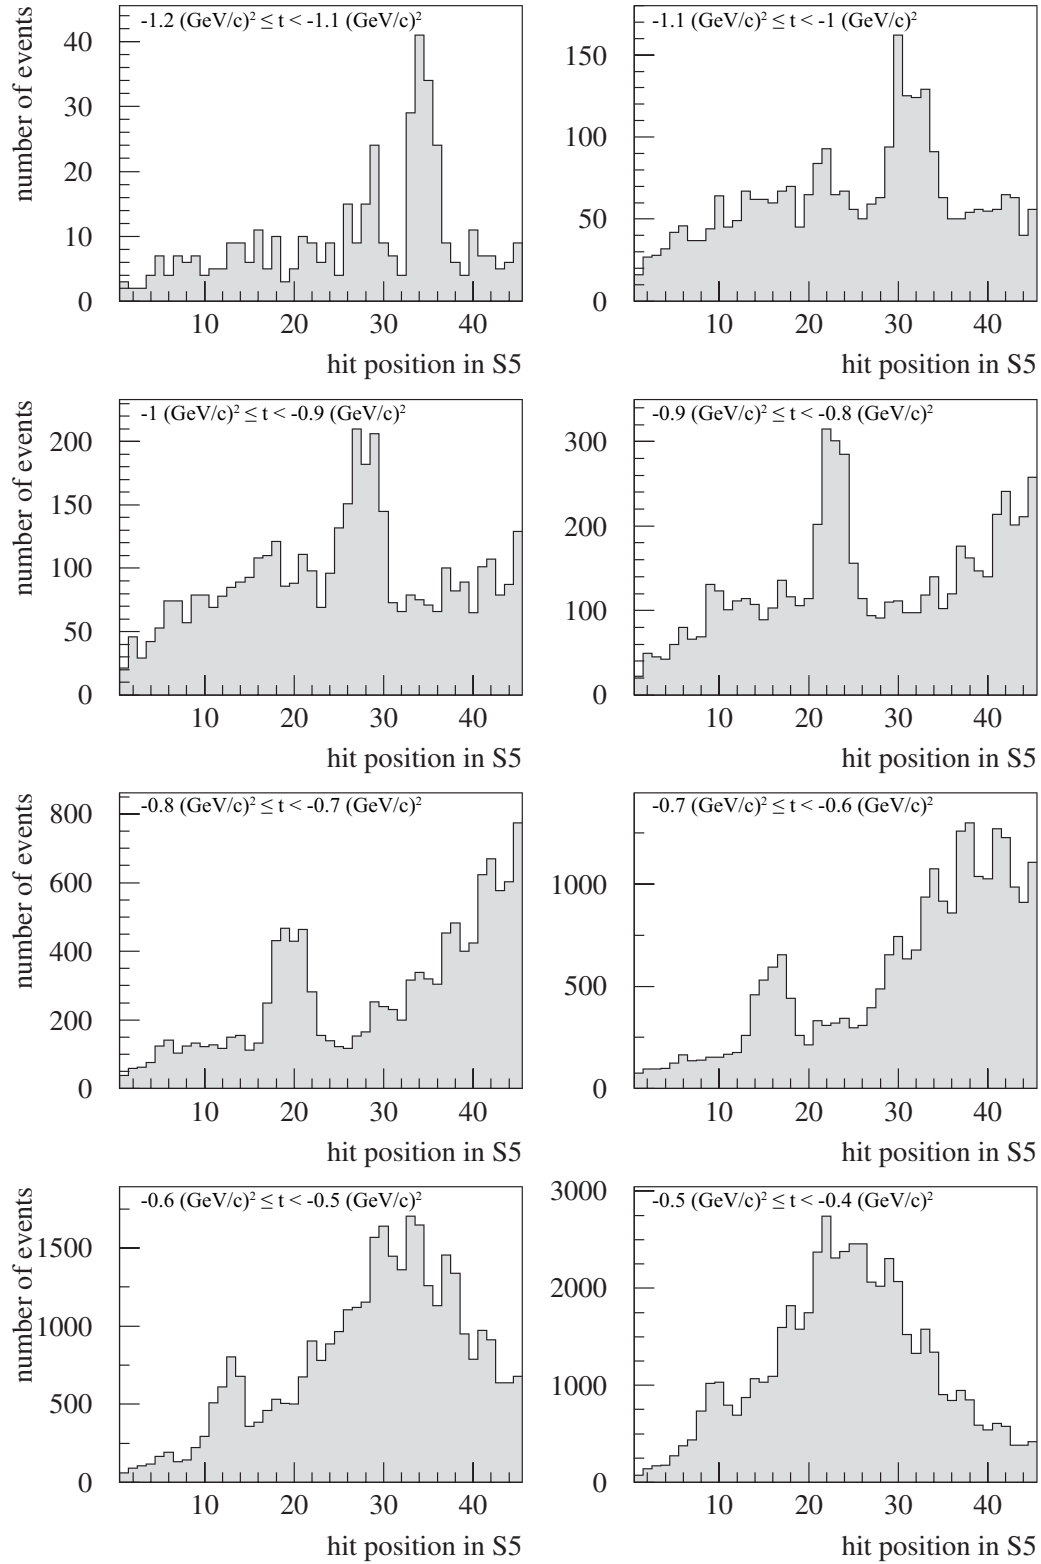 -1.2 (GeV/c)² ≤ t < -1.1 (GeV/c)²
number of events
40
30
20
10
0
10 20 30 40
hit position in S5
-1.1 (GeV/c)² ≤ t < -1 (GeV/c)²
150
100
50
0
10 20 30 40
hit position in S5
-1 (GeV/c)² ≤ t < -0.9 (GeV/c)²
number of events
200
150
100
50
0
10 20 30 40
hit position in S5
-0.9 (GeV/c)² ≤ t < -0.8 (GeV/c)²
300
200
100
0
10 20 30 40
hit position in S5
-0.8 (GeV/c)² ≤ t < -0.7 (GeV/c)²
number of events
800
600
400
200
0
10 20 30 40
hit position in S5
-0.7 (GeV/c)² ≤ t < -0.6 (GeV/c)²
1000
500
0
10 20 30 40
hit position in S5
-0.6 (GeV/c)² ≤ t < -0.5 (GeV/c)²
number of events
1500
1000
500
0
10 20 30 40
hit position in S5
-0.5 (GeV/c)² ≤ t < -0.4 (GeV/c)²
3000
2000
1000
0
10 20 30 40
hit position in S5